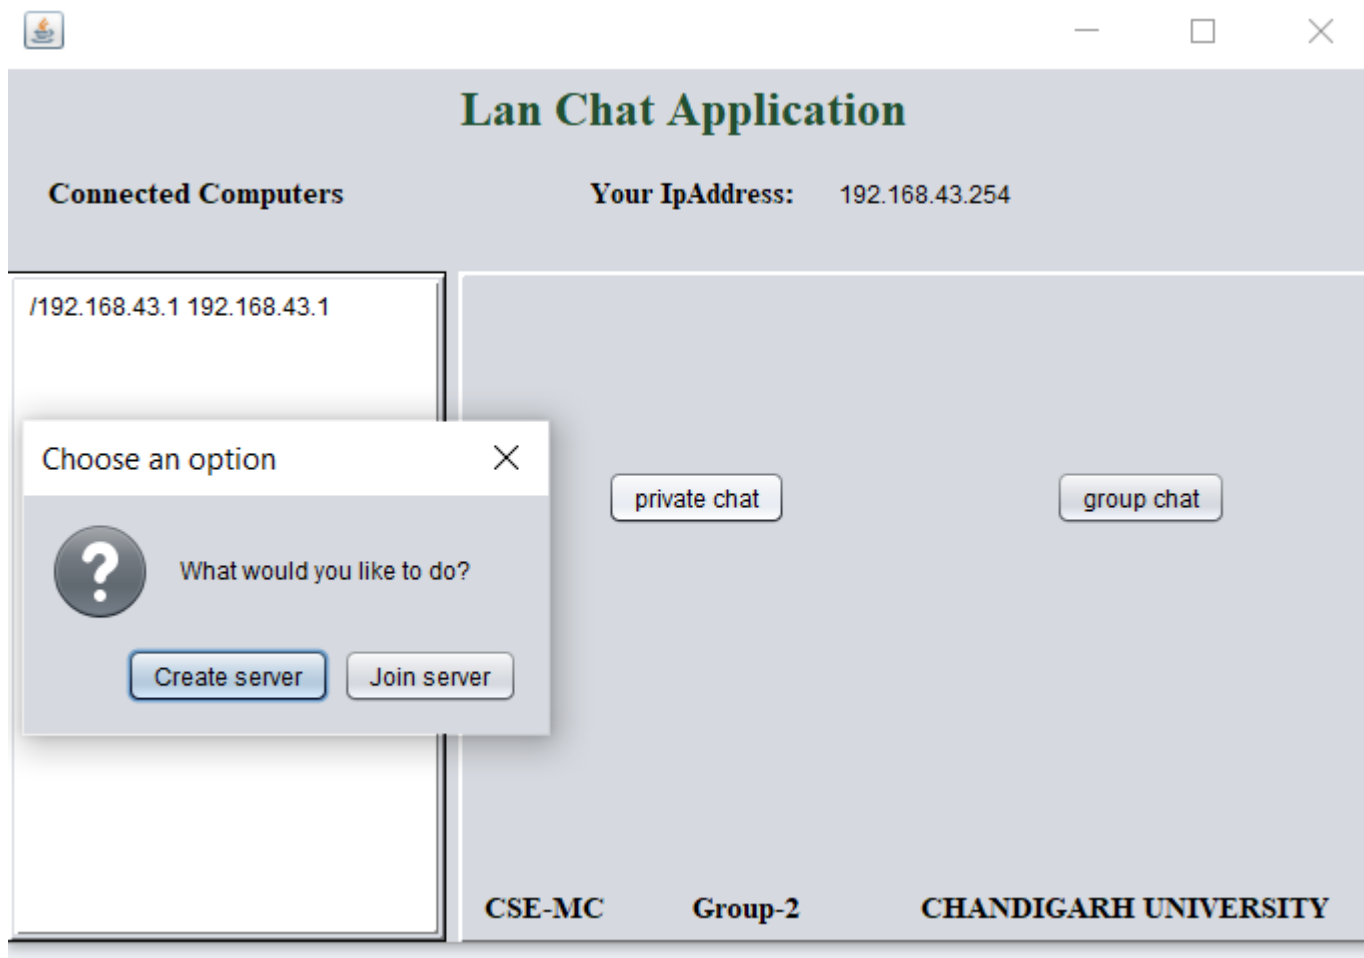 Lan Chat Application
Connected Computers
Your IpAddress: 192.168.43.254
/192.168.43.1 192.168.43.1
Choose an option
What would you like to do?
Create server
Join server
private chat
group chat
CSE-MC Group-2 CHANDIGARH UNIVERSITY